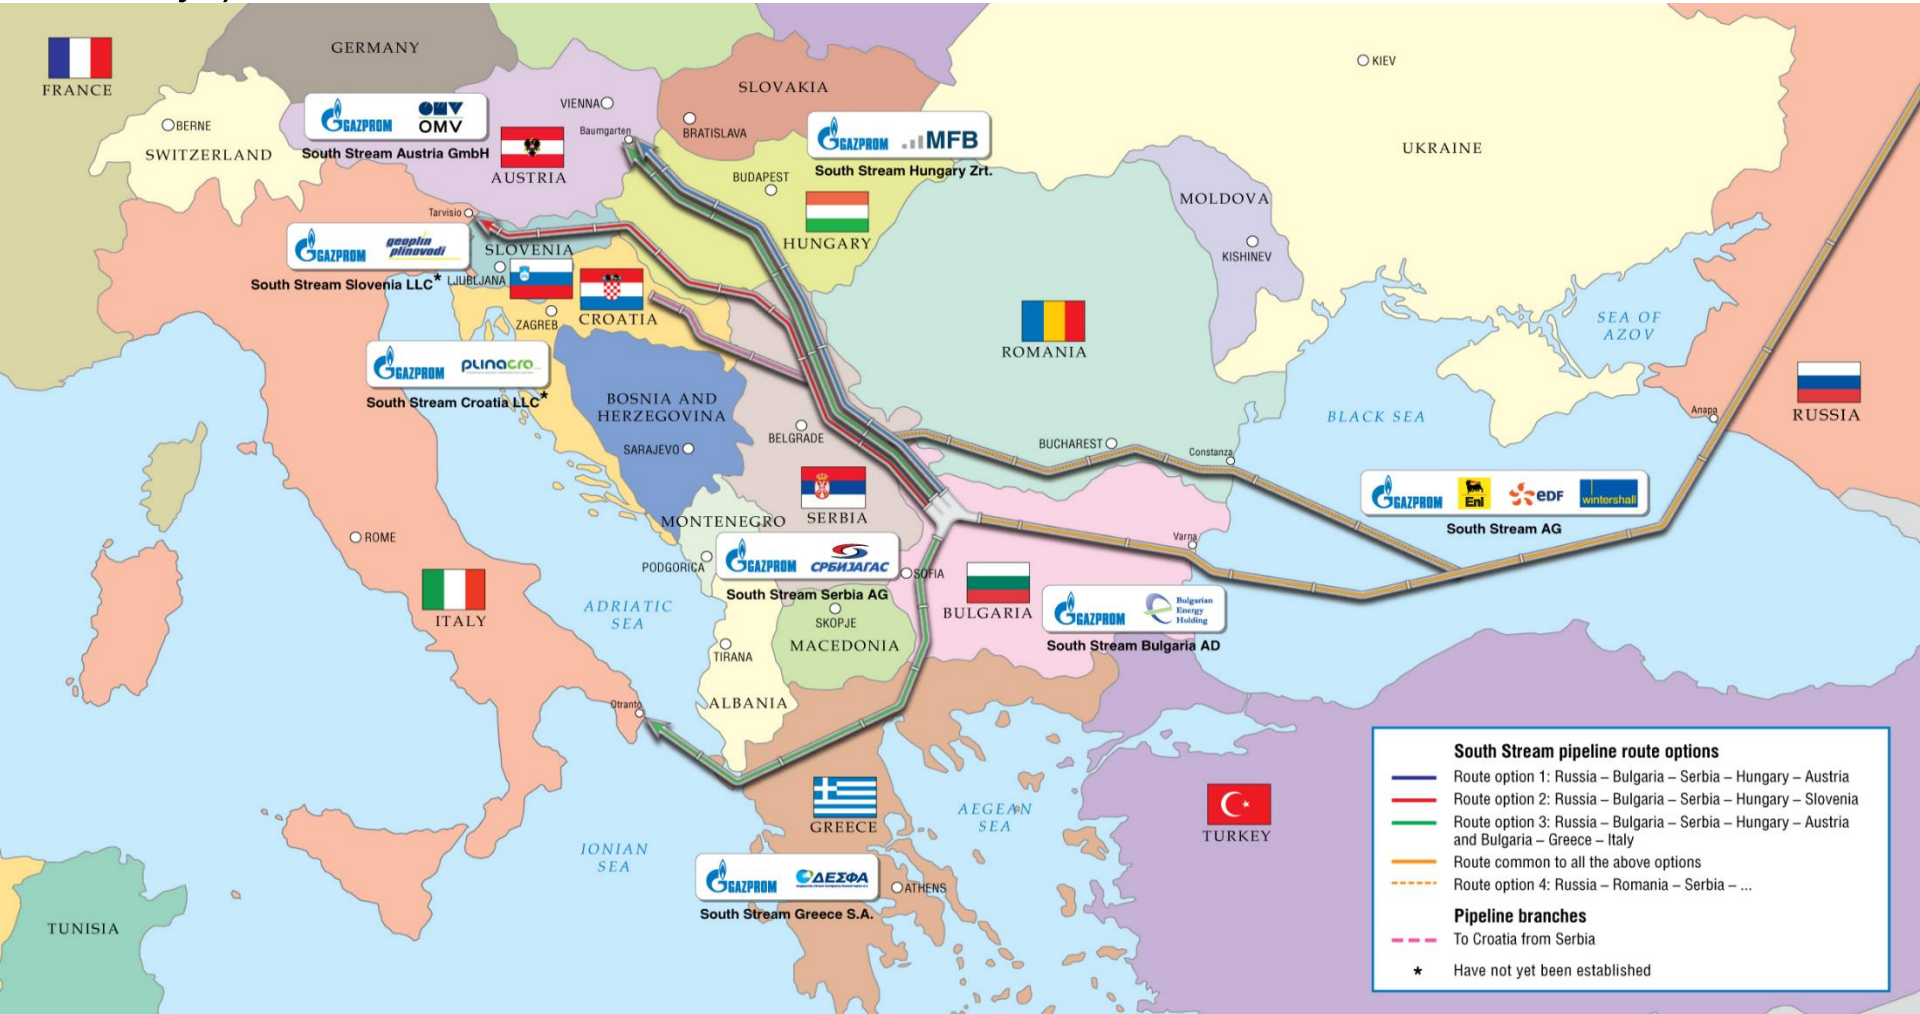 FRANCE
GERMANY
BERNE
SWITZERLAND
GAZPROM
OMV
South Stream Austria GmbH
VIENNA
Baumgarten
AUSTRIA
SLOVAKIA
BRATISLAVA
GAZPROM
MFB
South Stream Hungary Zrt.
BUDAPEST
HUNGARY
KIEV
UKRAINE
MOLDOVA
KISHINEV
Tarvisio
GAZPROM
geoplin
plinovodi
South Stream Slovenia LLC*
SLOVENIA
LJUBLJANA
ZAGREB
CROATIA
GAZPROM
PLINACRO
South Stream Croatia LLC*
BOSNIA AND
HERZEGOVINA
SARAJEVO
BELGRADE
SERBIA
ROMANIA
BUCHAREST
Constanza
SEA OF
AZOV
BLACK SEA
Anapa
RUSSIA
GAZPROM
Eni
eDF
wintershall
South Stream AG
ROME
ITALY
ADRIATIC
SEA
MONTENEGRO
PODGORICA
GAZPROM
СРБИЈАГАС
South Stream Serbia AG
SOFIA
BULGARIA
Varna
GAZPROM
Bulgarian
Energy
Holding
South Stream Bulgaria AD
SKOPJE
MACEDONIA
TIRANA
ALBANIA
Otranto
GREECE
AEGEAN
SEA
IONIAN
SEA
GAZPROM
ΔΕΣΦΑ
South Stream Greece S.A.
ATHENS
TURKEY
TUNISIA
South Stream pipeline route options
Route option 1: Russia – Bulgaria – Serbia – Hungary – Austria
Route option 2: Russia – Bulgaria – Serbia – Hungary – Slovenia
Route option 3: Russia – Bulgaria – Serbia – Hungary – Austria
and Bulgaria – Greece – Italy
Route common to all the above options
Route option 4: Russia – Romania – Serbia – ...
Pipeline branches
To Croatia from Serbia
* Have not yet been established